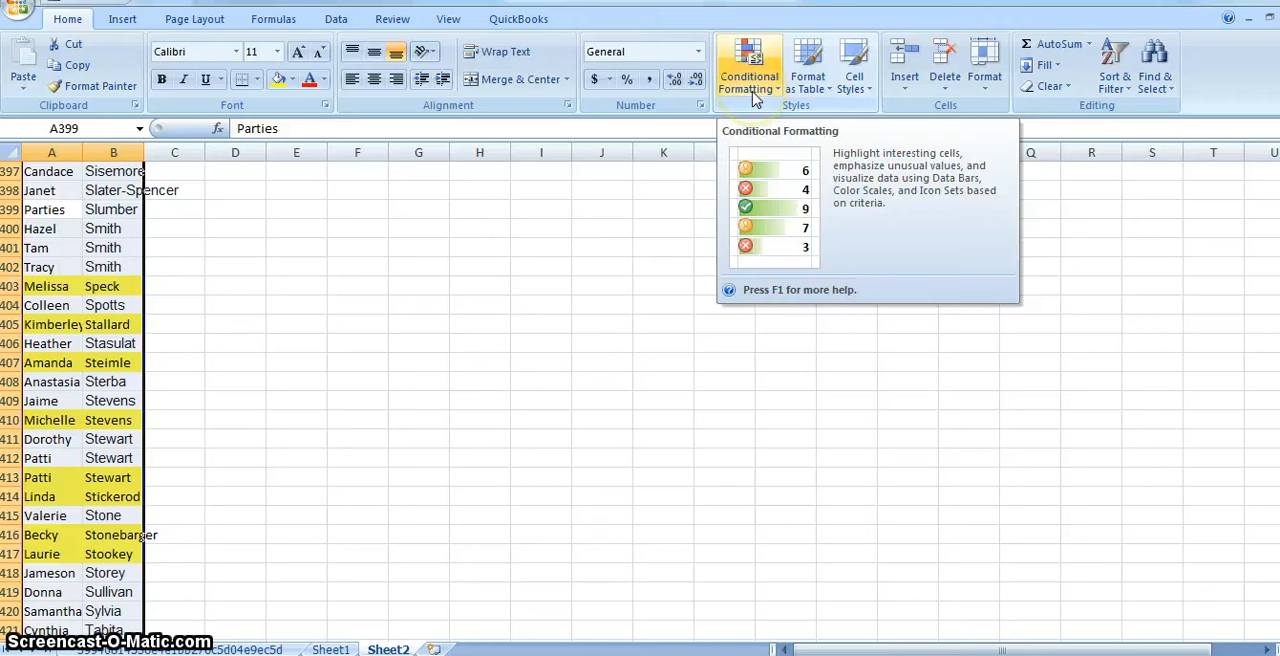 Home Insert Page Layout Formulas Data Review View QuickBooks
Paste
Cut
Copy
Format Painter
Clipboard
Calibri 11
B I U
Font
Wrap Text
Merge & Center
Alignment
General
$ % ,
Number
Conditional Formatting
Format as Table
Cell Styles
Styles
Insert Delete Format
Cells
Σ AutoSum
Fill
Clear
Sort & Filter
Find & Select
Editing
A399 fx Parties
A B C D E F G H I J K Q R S T U
397 Candace Sisemore
398 Janet Slater-Spencer
399 Parties Slumber
400 Hazel Smith
401 Tam Smith
402 Tracy Smith
403 Melissa Speck
404 Colleen Spotts
405 Kimberley Stallard
406 Heather Stasulat
407 Amanda Steimle
408 Anastasia Sterba
409 Jaime Stevens
410 Michelle Stevens
411 Dorothy Stewart
412 Patti Stewart
413 Patti Stewart
414 Linda Stickerod
415 Valerie Stone
416 Becky Stonebarger
417 Laurie Stookey
418 Jameson Storey
419 Donna Sullivan
420 Samantha Sylvia
421 Cynthia Tabita
Conditional Formatting
6
4
9
7
3
Highlight interesting cells,
emphasize unusual values, and
visualize data using Data Bars,
Color Scales, and Icon Sets based
on criteria.
Press F1 for more help.
Screencast-O-Matic.com
Sheet1 Sheet2